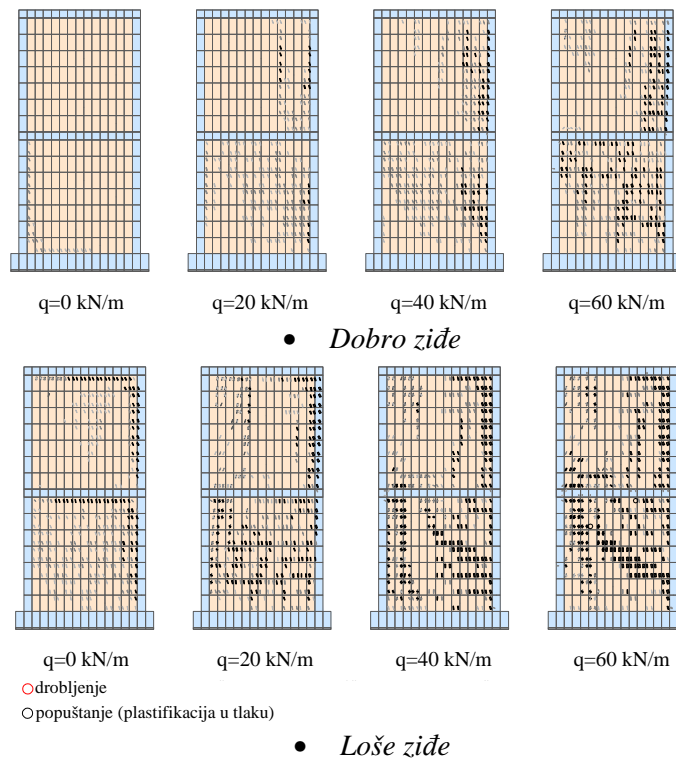 q=0 kN/m q=20 kN/m q=40 kN/m q=60 kN/m
• Dobro ziđe
q=0 kN/m q=20 kN/m q=40 kN/m q=60 kN/m
drobljenje
popuštanje (plastifikacija u tlaku)
• Loše ziđe